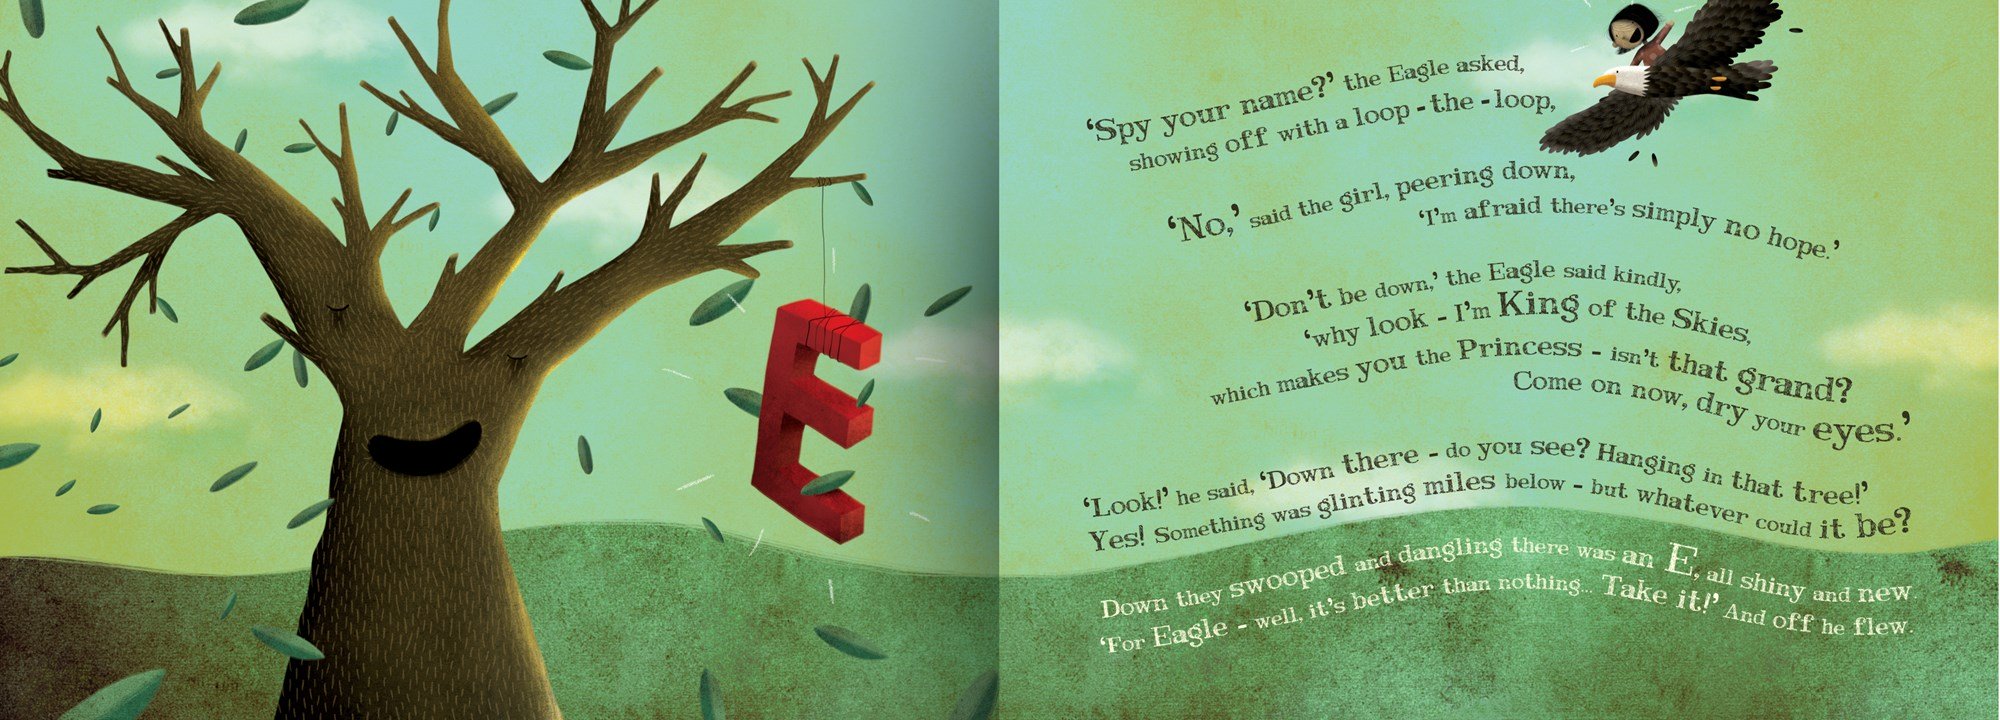 E
‘Spy your name?’ the Eagle asked,
showing off with a loop - the - loop,
‘No,’ said the girl, peering down,
‘I’m afraid there’s simply no hope.’
‘Don’t be down,’ the Eagle said kindly,
‘why look - I’m King of the Skies,
which makes you the Princess - isn’t that grand?
Come on now, dry your eyes.’
‘Look!’ he said, ‘Down there - do you see? Hanging in that tree!’
Yes! Something was glinting miles below - but whatever could it be?
Down they swooped and dangling there was an E, all shiny and new.
‘For Eagle - well, it’s better than nothing... Take it!’ And off he flew.